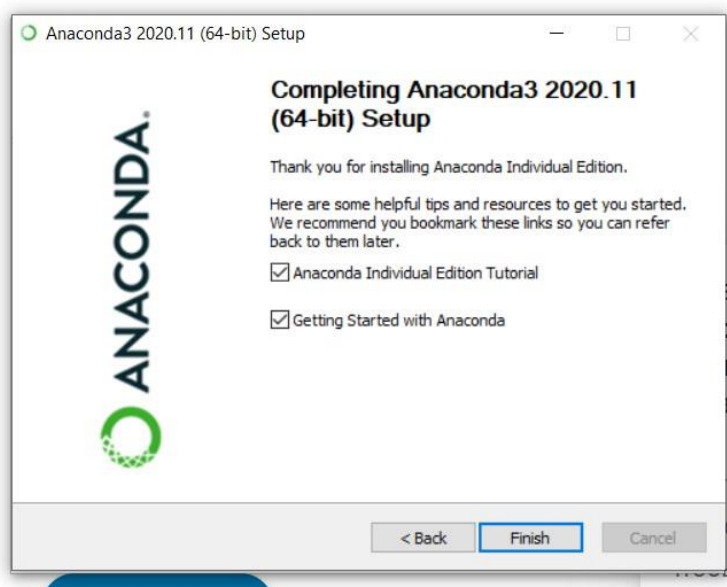 Anaconda3 2020.11 (64-bit) Setup
Completing Anaconda3 2020.11
(64-bit) Setup
Thank you for installing Anaconda Individual Edition.
Here are some helpful tips and resources to get you started.
We recommend you bookmark these links so you can refer
back to them later.
Anaconda Individual Edition Tutorial
Getting Started with Anaconda
ANACONDA.
< Back
Finish
Cancel